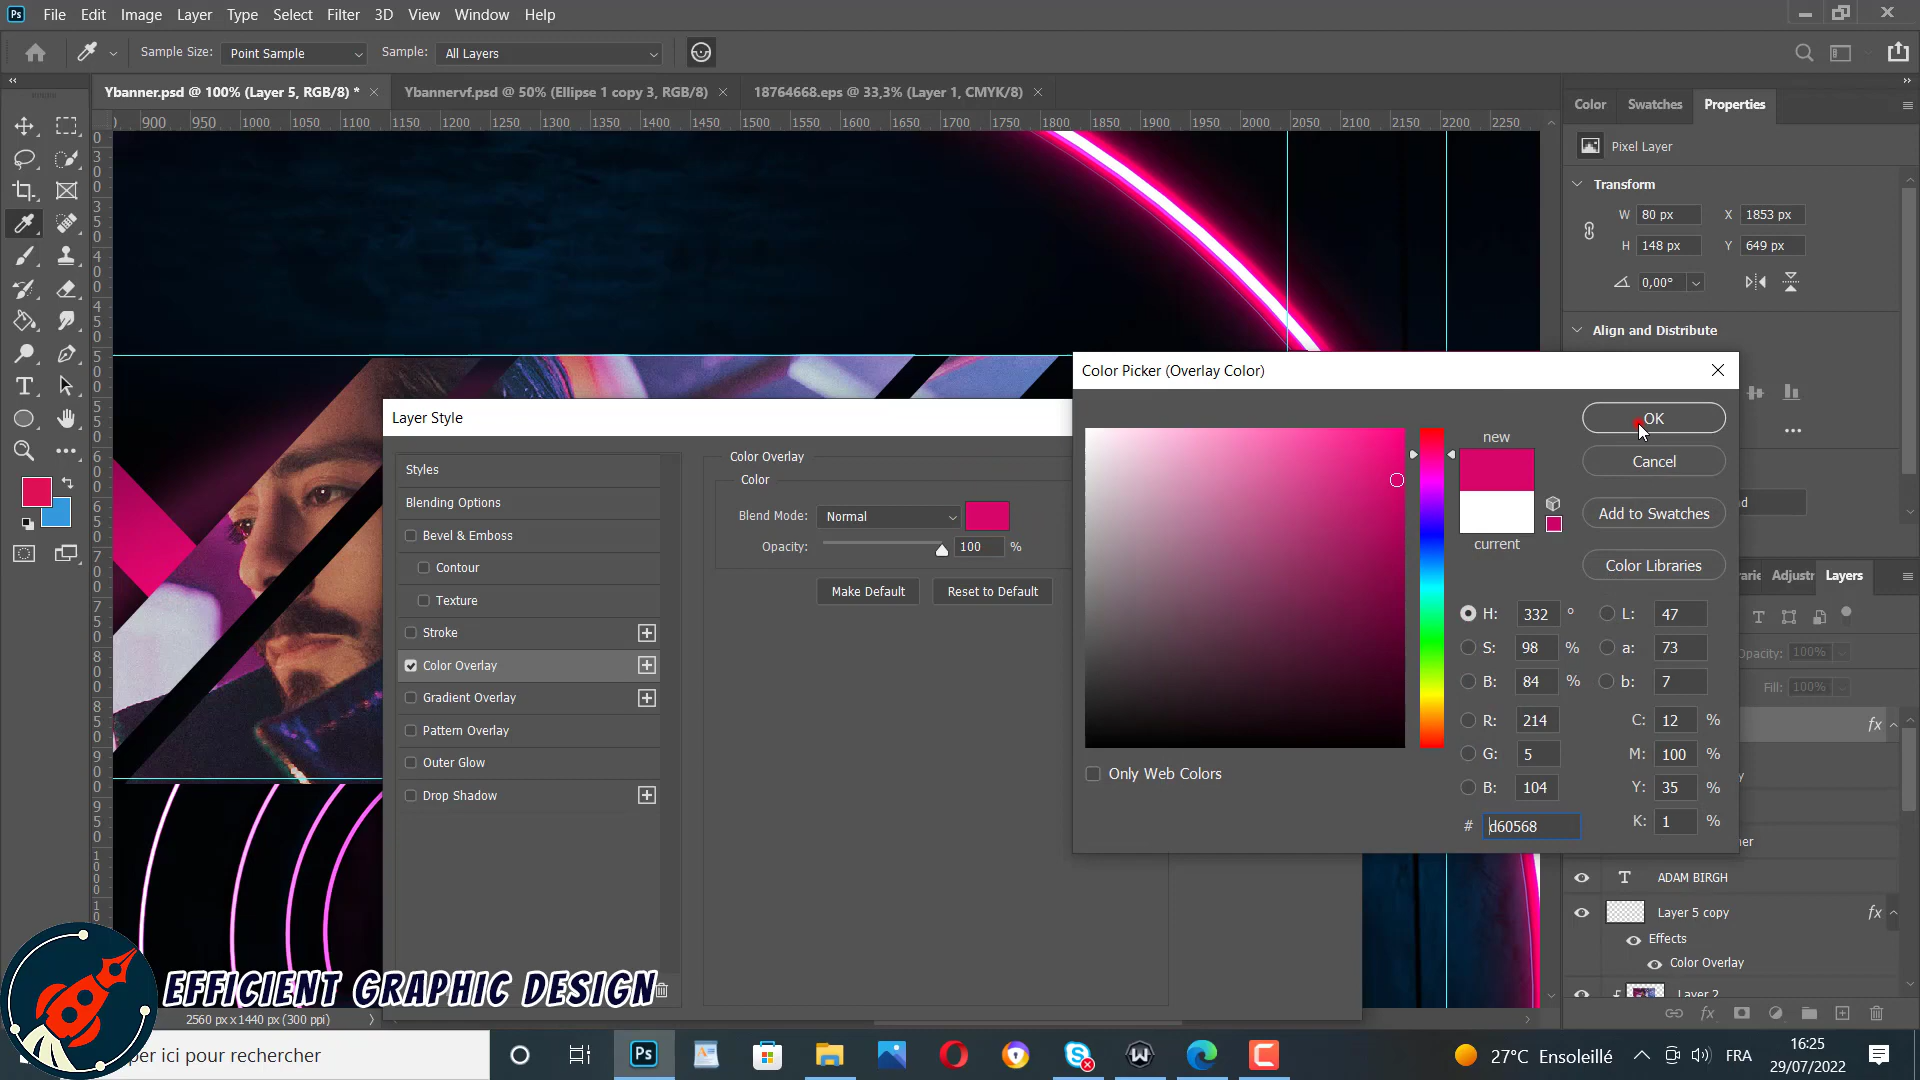 Ps File Edit Image Layer Type Select Filter 3D View Window Help
Sample Size: Point Sample Sample: All Layers
Ybanner.psd @ 100% (Layer 5, RGB/8) * Ybannervf.psd @ 50% (Ellipse 1 copy 3, RGB/8) 18764668.eps @ 33,3% (Layer 1, CMYK/8)
Color Swatches Properties
900 950 1000 1050 1100 1150 1200 1250 1300 1350 1400 1450 1500 1550 1600 1650 1700 1750 1800 1850 1900 1950 2000 2050 2100 2150 2200 2250
Pixel Layer
Transform
W 80 px X 1853 px
H 148 px Y 649 px
0,00°
Align and Distribute
Color Picker (Overlay Color)
OK
Cancel
Add to Swatches
Color Libraries
new
current
H: 332 ° L: 47
S: 98 % a: 73
B: 84 % b: 7
R: 214 C: 12 %
G: 5 M: 100 %
B: 104 Y: 35 %
# d60568 K: 1 %
Only Web Colors
Layer Style
Styles
Blending Options
Bevel & Emboss
Contour
Texture
Stroke
Color Overlay
Gradient Overlay
Pattern Overlay
Outer Glow
Drop Shadow
Color Overlay
Color
Blend Mode: Normal
Opacity: 100 %
Make Default Reset to Default
Adjustr Layers
Opacity: 100%
Fill: 100%
fx
ADAM BIRGH
Layer 5 copy fx
Effects
Color Overlay
Layer 2
fx
EFFICIENT GRAPHIC DESIGN
2560 px x 1440 px (300 ppi)
per ici pour rechercher
Ps
27°C Ensoleillé
FRA
16:25
29/07/2022